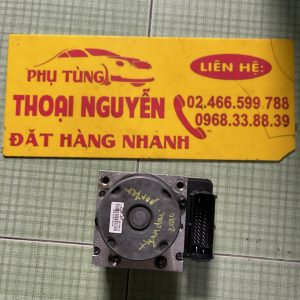 PHỤ TÙNG
LIÊN HỆ:
THOẠI NGUYỄN
02.466.599.788
0968.33.88.39
ĐẶT HÀNG NHANH